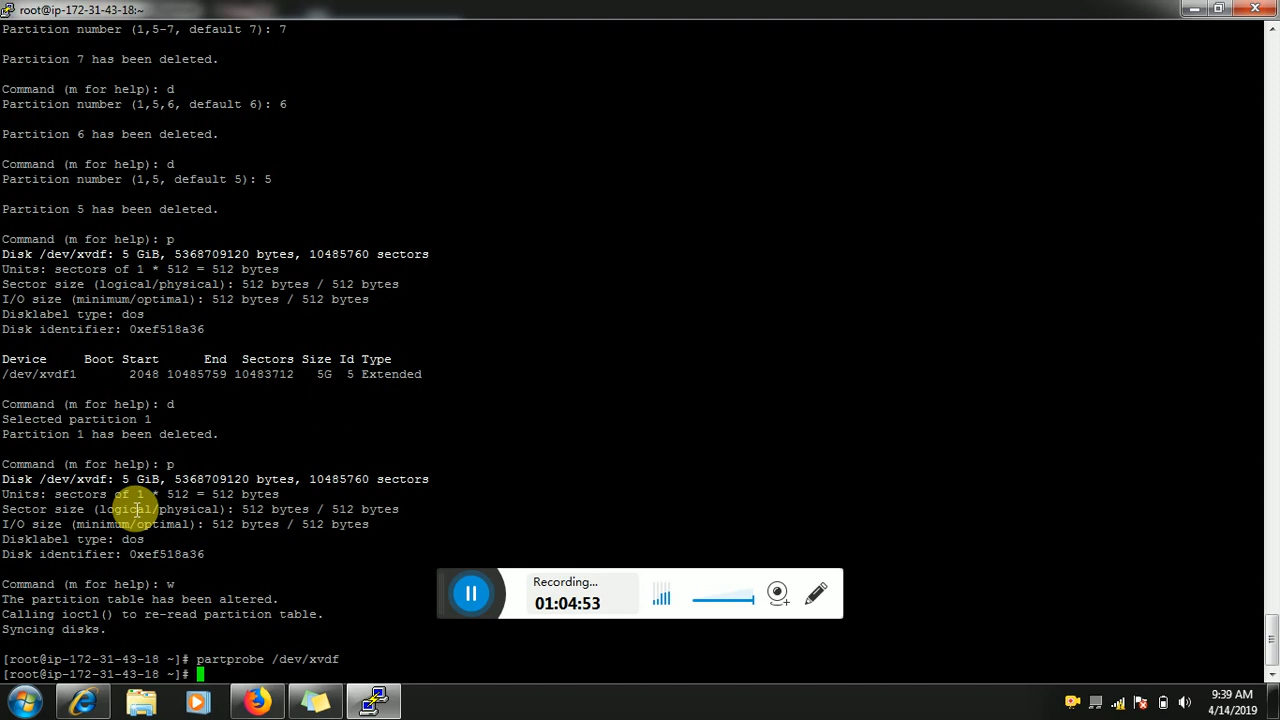 root@ip-172-31-43-18:~
Partition number (1,5-7, default 7): 7
Partition 7 has been deleted.
Command (m for help): d
Partition number (1,5,6, default 6): 6
Partition 6 has been deleted.
Command (m for help): d
Partition number (1,5, default 5): 5
Partition 5 has been deleted.
Command (m for help): p
Disk /dev/xvdf: 5 GiB, 5368709120 bytes, 10485760 sectors
Units: sectors of 1 * 512 = 512 bytes
Sector size (logical/physical): 512 bytes / 512 bytes
I/O size (minimum/optimal): 512 bytes / 512 bytes
Disklabel type: dos
Disk identifier: 0xef518a36
Device     Boot Start      End  Sectors Size Id Type
/dev/xvdf1       2048 10485759 10483712   5G  5 Extended
Command (m for help): d
Selected partition 1
Partition 1 has been deleted.
Command (m for help): p
Disk /dev/xvdf: 5 GiB, 5368709120 bytes, 10485760 sectors
Units: sectors of 1 * 512 = 512 bytes
Sector size (logical/physical): 512 bytes / 512 bytes
I/O size (minimum/optimal): 512 bytes / 512 bytes
Disklabel type: dos
Disk identifier: 0xef518a36
Command (m for help): w
The partition table has been altered.
Calling ioctl() to re-read partition table.
Syncing disks.
[root@ip-172-31-43-18 ~]# partprobe /dev/xvdf
[root@ip-172-31-43-18 ~]#
Recording...
01:04:53
9:39 AM
4/14/2019